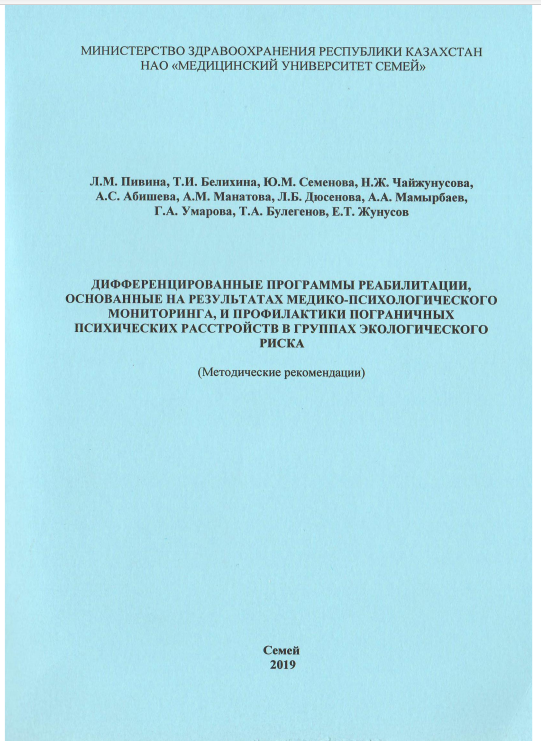 МИНИСТЕРСТВО ЗДРАВООХРАНЕНИЯ РЕСПУБЛИКИ КАЗАХСТАН
НАО «МЕДИЦИНСКИЙ УНИВЕРСИТЕТ СЕМЕЙ»
Л.М. Пивина, Т.И. Белихина, Ю.М. Семенова, Н.Ж. Чайжунусова,
А.С. Абишева, А.М. Манатова, Л.Б. Дюсенова, А.А. Мамырбаев,
Г.А. Умарова, Т.А. Булегенов, Е.Т. Жунусов
ДИФФЕРЕНЦИРОВАННЫЕ ПРОГРАММЫ РЕАБИЛИТАЦИИ,
ОСНОВАННЫЕ НА РЕЗУЛЬТАТАХ МЕДИКО-ПСИХОЛОГИЧЕСКОГО
МОНИТОРИНГА, И ПРОФИЛАКТИКИ ПОГРАНИЧНЫХ
ПСИХИЧЕСКИХ РАССТРОЙСТВ В ГРУППАХ ЭКОЛОГИЧЕСКОГО
РИСКА
(Методические рекомендации)
Семей
2019